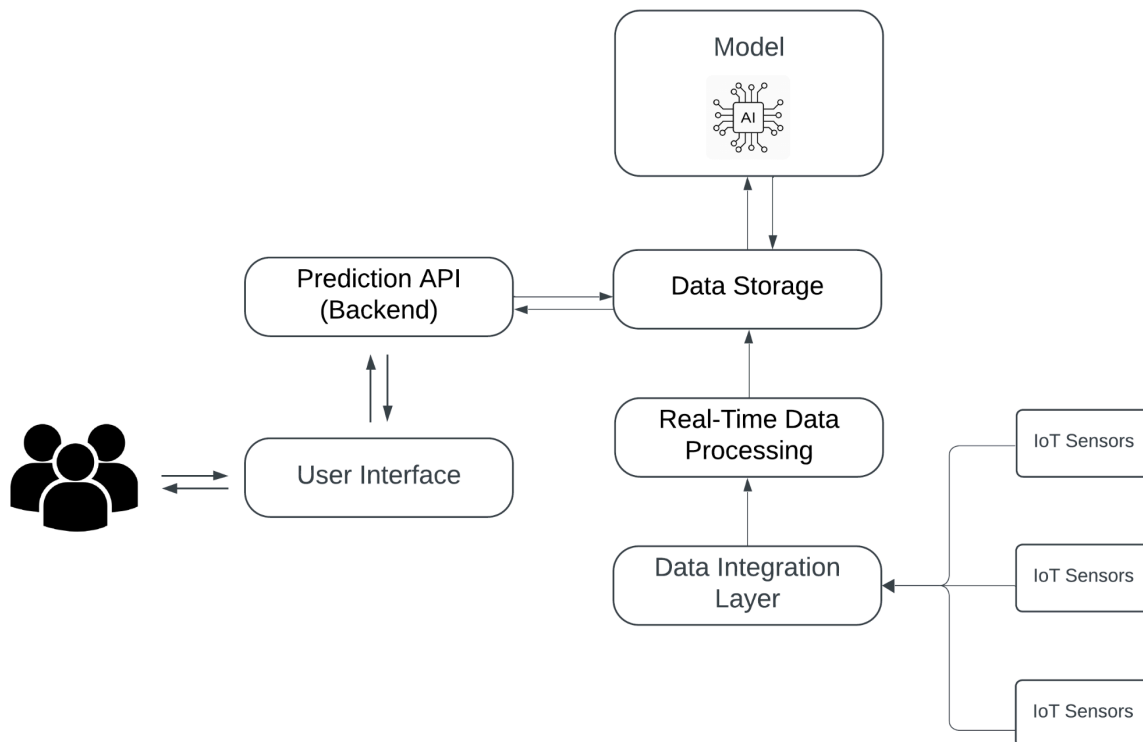 Model
AI
Prediction API
(Backend)
Data Storage
Real-Time Data
Processing
IoT Sensors
User Interface
Data Integration
Layer
IoT Sensors
IoT Sensors